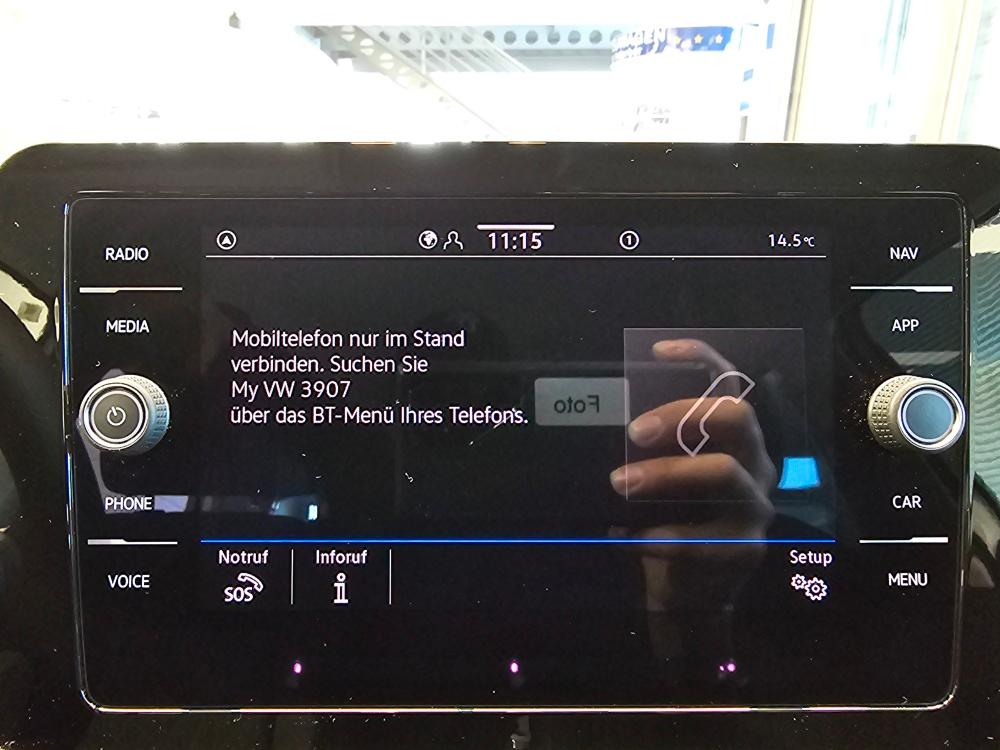 RADIO
MEDIA
PHONE
VOICE
11:15
1
14.5°C
Mobiltelefon nur im Stand
verbinden. Suchen Sie
My VW 3907
über das BT-Menü Ihres Telefons.
Foto
Notruf
SOS
Inforuf
i
Setup
NAV
APP
CAR
MENU